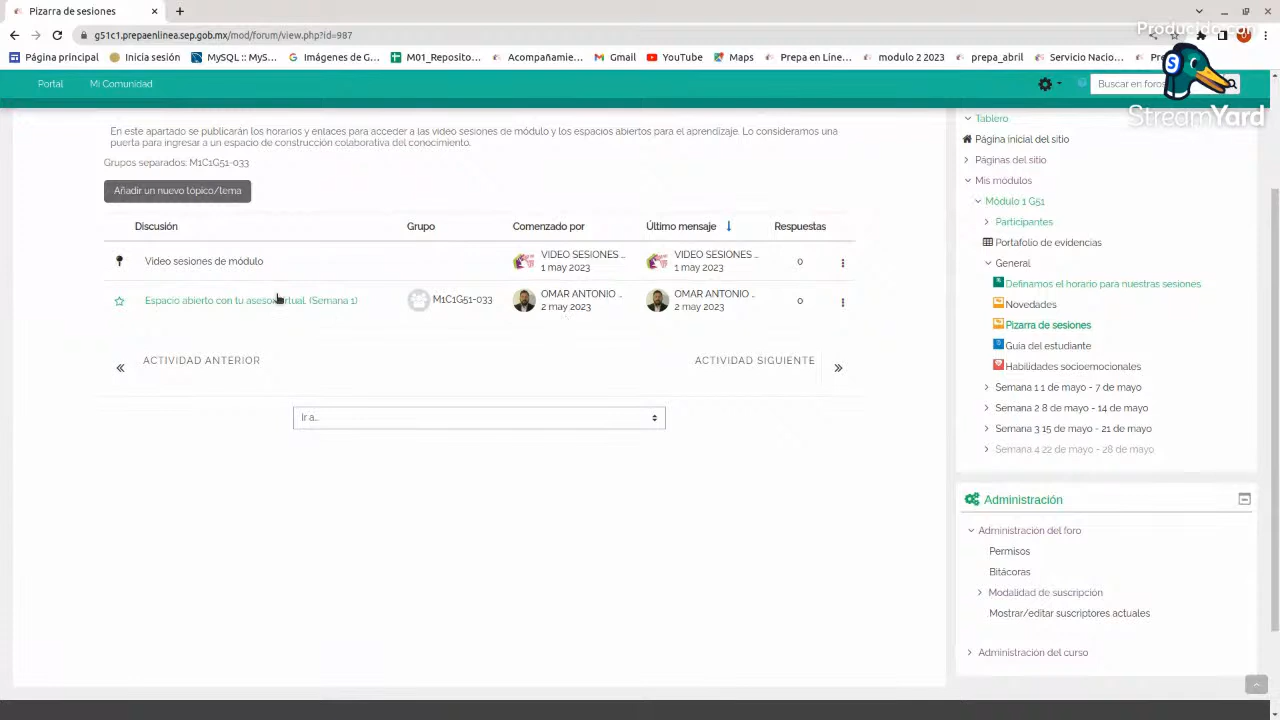 Pizarra de sesiones
g51c1.prepaenlinea.sep.gob.mx/mod/forum/view.php?id=987
Página principal
Inicia sesión
MySQL :: MyS...
Imágenes de G...
M01_Reposito...
Acompañamie...
Gmail
YouTube
Maps
Prepa en Líne...
modulo 2 2023
prepa_abril
Servicio Nacio...
Producido con
StreamYard
Portal
Mi Comunidad
Buscar en foros
En este apartado se publicarán los horarios y enlaces para acceder a las video sesiones de módulo y los espacios abiertos para el aprendizaje. Lo consideramos una
puerta para ingresar a un espacio de construcción colaborativa del conocimiento.
Grupos separados: M1C1G51-033
Añadir un nuevo tópico/tema
Discusión Grupo Comenzado por Último mensaje Respuestas
Video sesiones de módulo VIDEO SESIONES ... VIDEO SESIONES ... 0
1 may 2023 1 may 2023
Espacio abierto con tu asesor virtual. (Semana 1) M1C1G51-033 OMAR ANTONIO ... OMAR ANTONIO ... 0
2 may 2023 2 may 2023
« ACTIVIDAD ANTERIOR
ACTIVIDAD SIGUIENTE »
Ir a...
Tablero
Página inicial del sitio
Páginas del sitio
Mis módulos
Módulo 1 G51
Participantes
Portafolio de evidencias
General
Definamos el horario para nuestras sesiones
Novedades
Pizarra de sesiones
Guía del estudiante
Habilidades socioemocionales
Semana 1 1 de mayo - 7 de mayo
Semana 2 8 de mayo - 14 de mayo
Semana 3 15 de mayo - 21 de mayo
Semana 4 22 de mayo - 28 de mayo
Administración
Administración del foro
Permisos
Bitácoras
Modalidad de suscripción
Mostrar/editar suscriptores actuales
Administración del curso